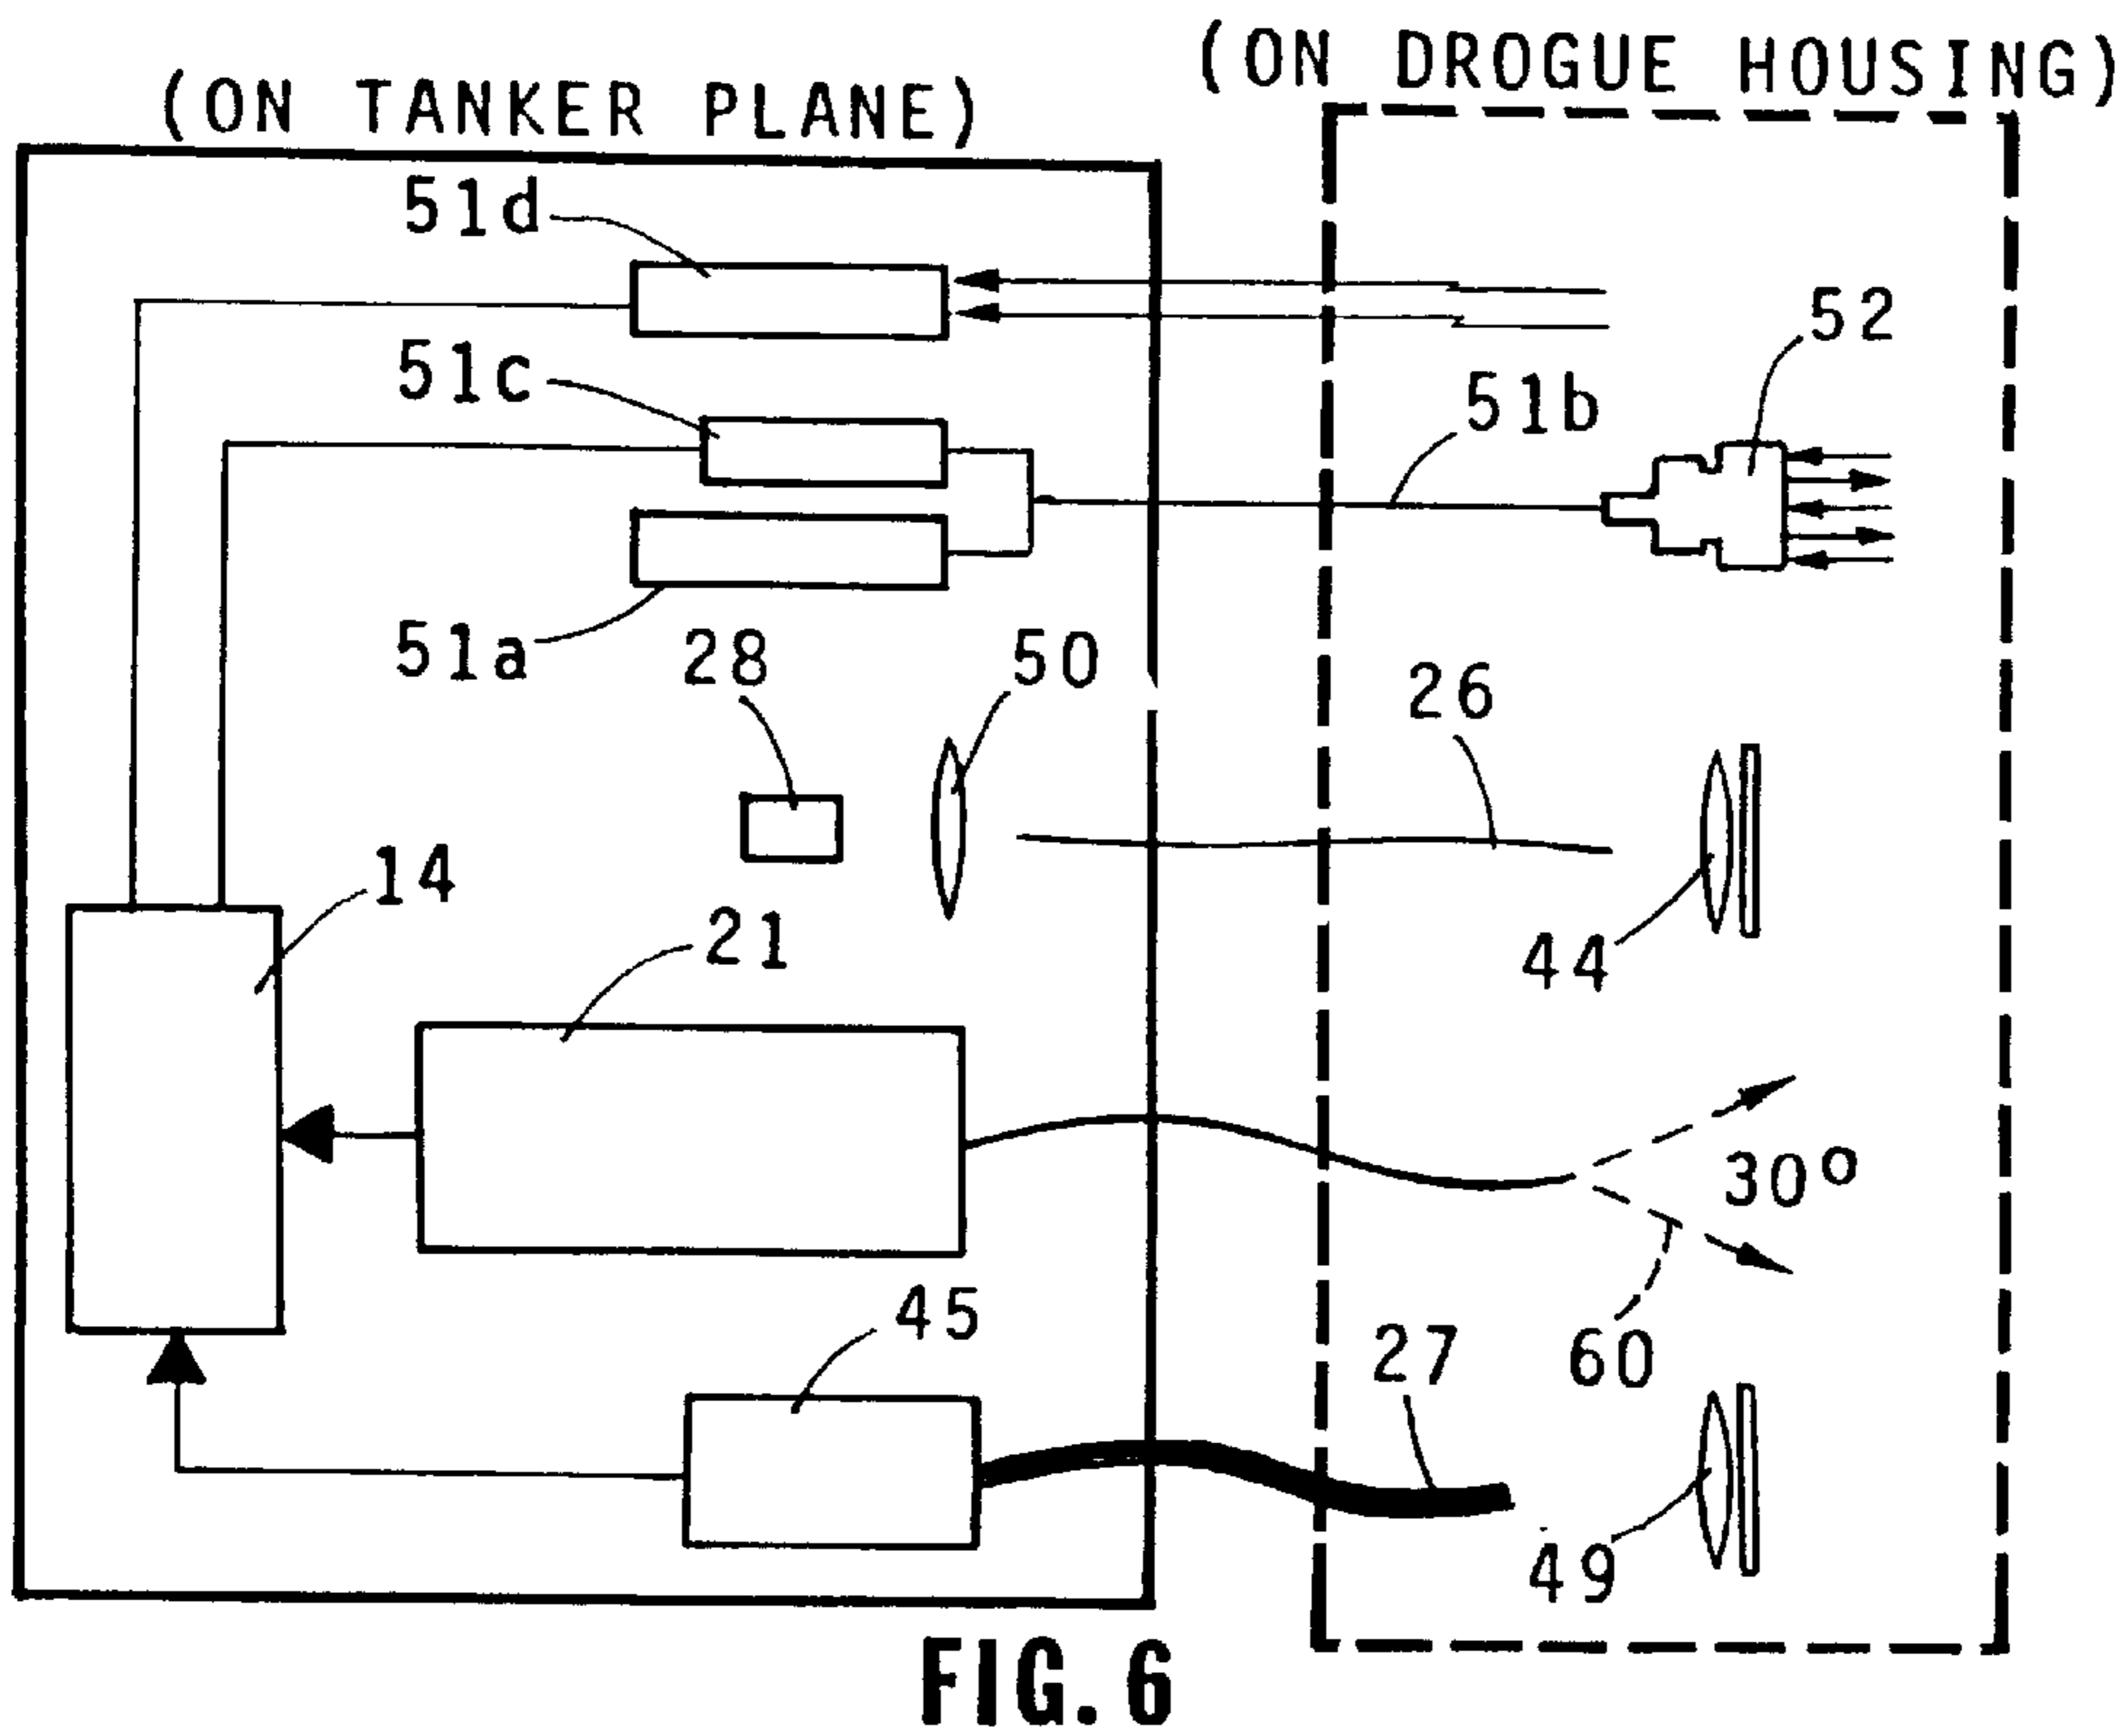 (ON TANKER PLANE)
(ON DROGUE HOUSING)
51d
52
51c
51b
51a
28
50
26
14
21
44
30°
45
27
60
49
FIG. 6